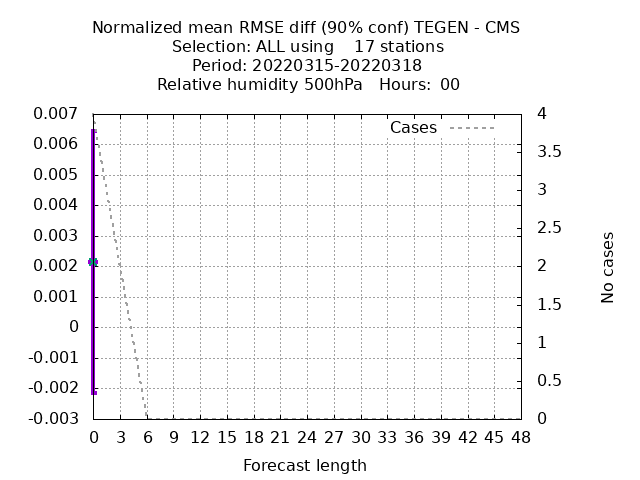 Normalized mean RMSE diff (90% conf) TEGEN - CMS
Selection: ALL using    17 stations
Period: 20220315-20220318
Relative humidity 500hPa   Hours:  00
Cases
0.007
0.006
0.005
0.004
0.003
0.002
0.001
0
-0.001
-0.002
-0.003
4
3.5
3
2.5
2
1.5
1
0.5
0
No cases
0 3 6 9 12 15 18 21 24 27 30 33 36 39 42 45 48
Forecast length